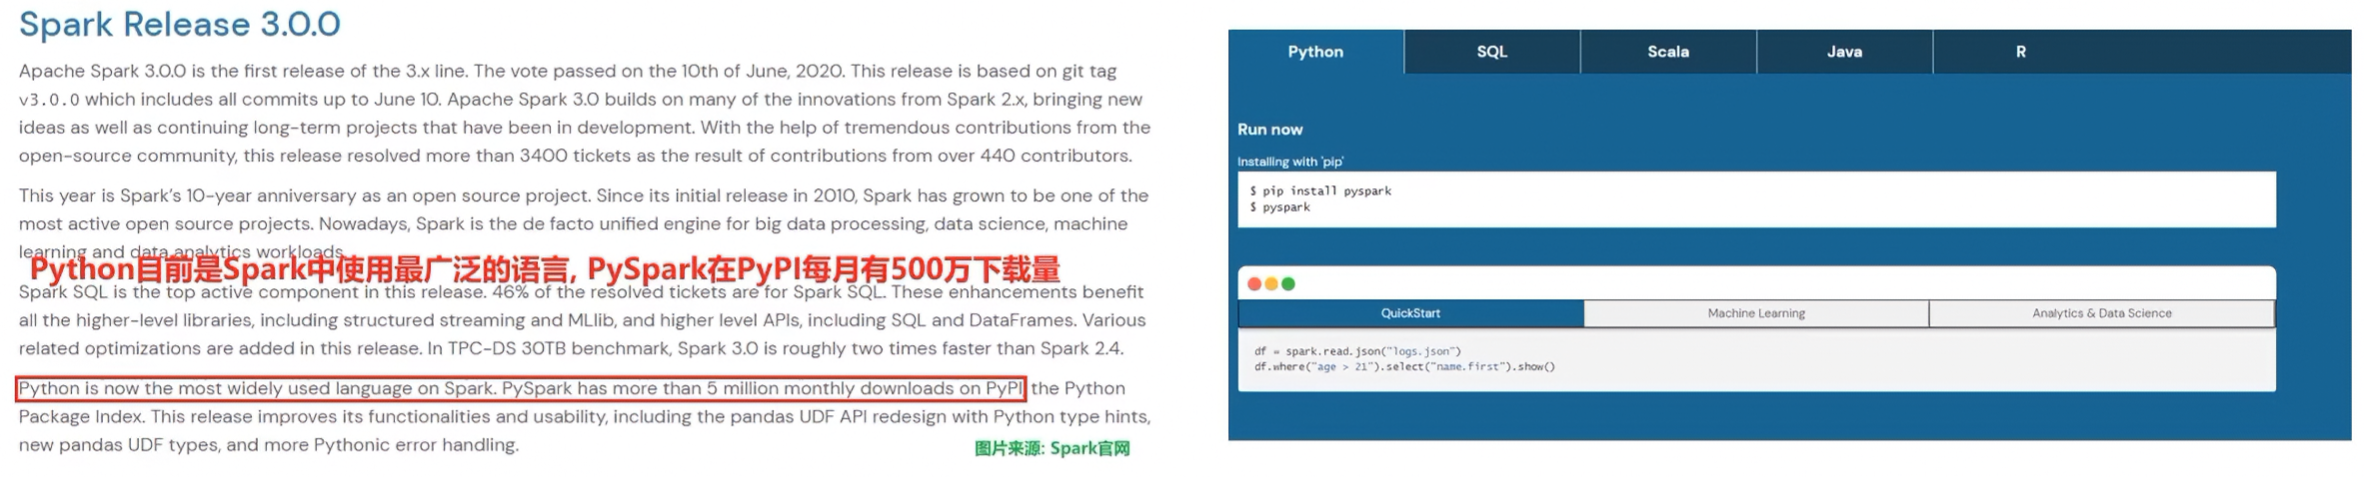 Spark Release 3.0.0
Apache Spark 3.0.0 is the first release of the 3.x line. The vote passed on the 10th of June, 2020. This release is based on git tag
v3.0.0 which includes all commits up to June 10. Apache Spark 3.0 builds on many of the innovations from Spark 2.x, bringing new
ideas as well as continuing long-term projects that have been in development. With the help of tremendous contributions from the
open-source community, this release resolved more than 3400 tickets as the result of contributions from over 440 contributors.
This year is Spark's 10-year anniversary as an open source project. Since its initial release in 2010, Spark has grown to be one of the
most active open source projects. Nowadays, Spark is the de facto unified engine for big data processing, data science, machine
learning and data analytics workloads.
Python目前是Spark中使用最广泛的语言, PySpark在PyPI每月有500万下载量
Spark SQL is the top active component in this release. 46% of the resolved tickets are for Spark SQL. These enhancements benefit
all the higher-level libraries, including structured streaming and MLlib, and higher level APIs, including SQL and DataFrames. Various
related optimizations are added in this release. In TPC-DS 30TB benchmark, Spark 3.0 is roughly two times faster than Spark 2.4.
Python is now the most widely used language on Spark. PySpark has more than 5 million monthly downloads on PyPI, the Python
Package Index. This release improves its functionalities and usability, including the pandas UDF API redesign with Python type hints,
new pandas UDF types, and more Pythonic error handling.
图片来源: Spark官网
Python SQL Scala Java R
Run now
Installing with 'pip'
$ pip install pyspark
$ pyspark
QuickStart Machine Learning Analytics & Data Science
df = spark.read.json("logs.json")
df.where("age > 21").select("name.first").show()